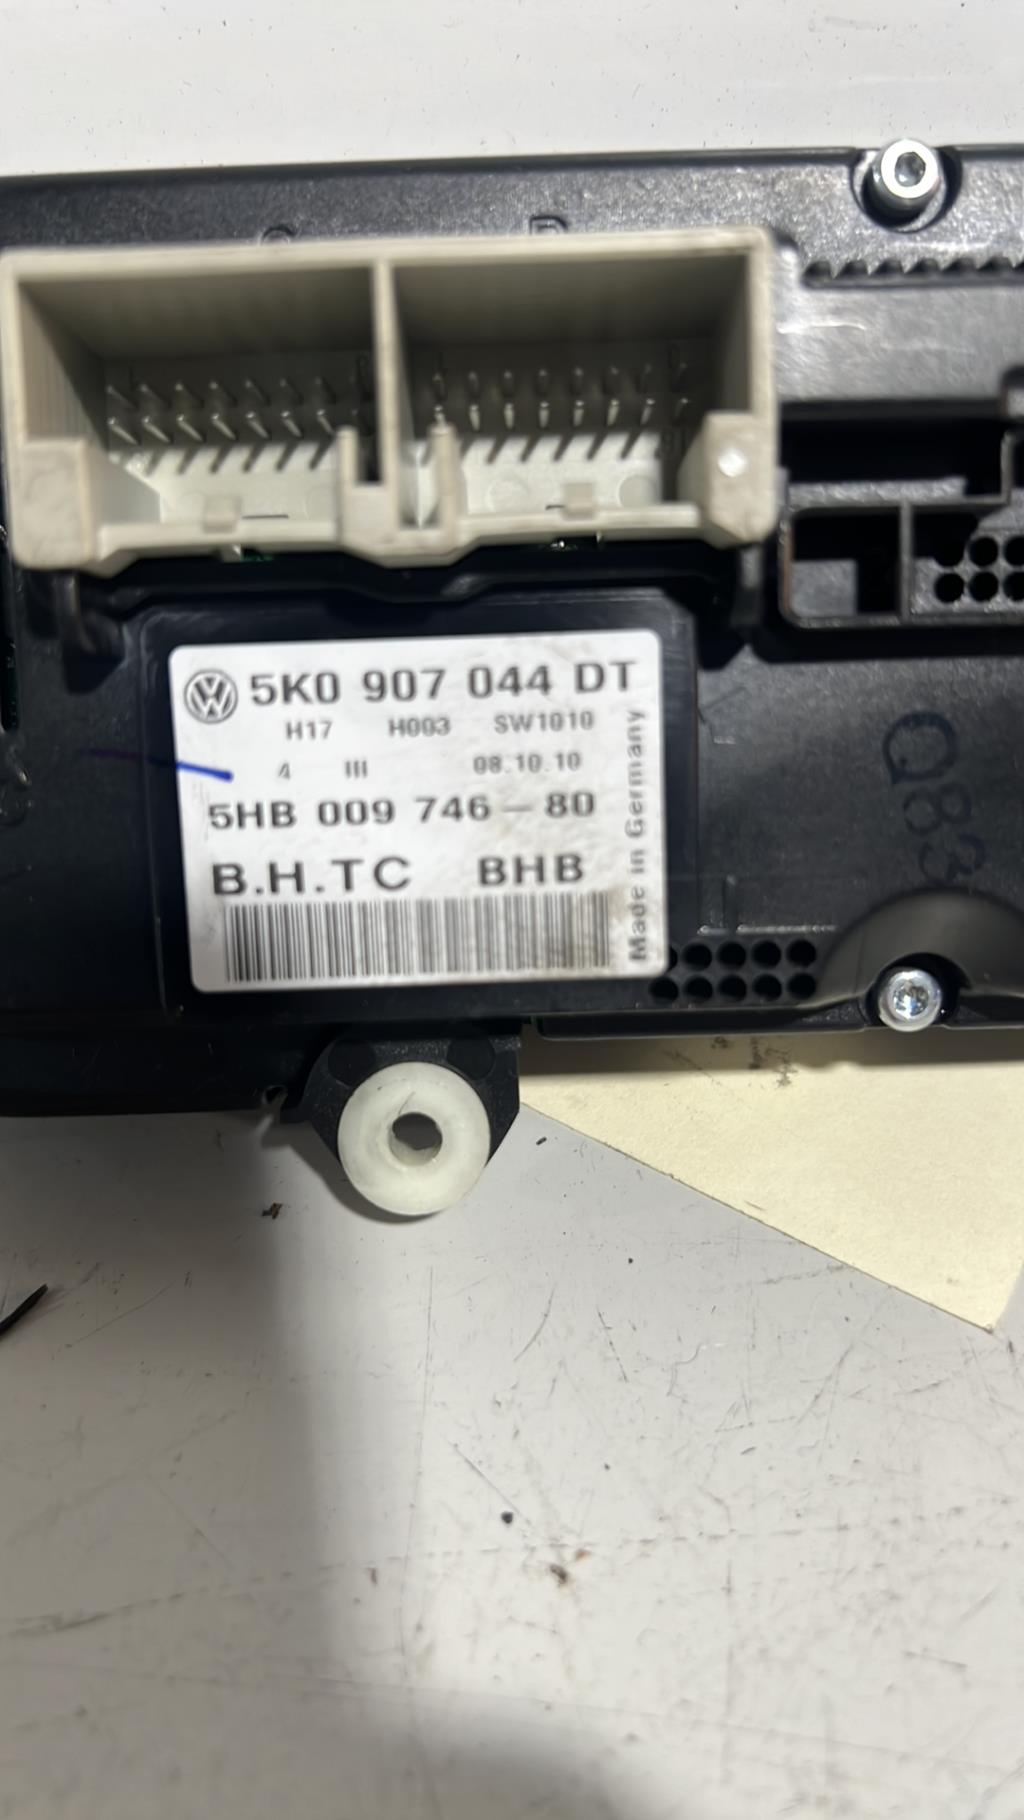 5K0 907 044 DT
H17 H003 SW1010
4 III 08.10.10
5HB 009 746-80
B.H.TC BHB
Made in Germany
Q83